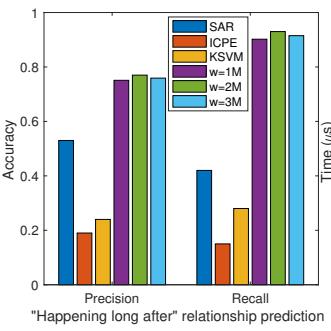 1
0.8
0.6
0.4
0.2
0
Accuracy
SAR
ICPE
KSVM
w=1M
w=2M
w=3M
Time (μs)
Precision
Recall
"Happening long after" relationship prediction